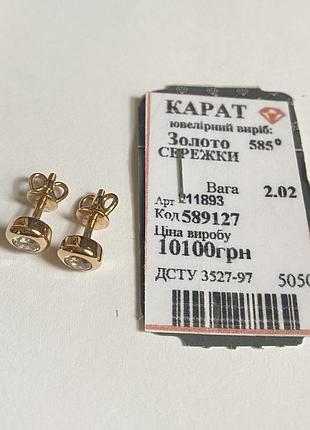 КАРАТ
ювелірний виріб:
Золото 585°
СЕРЕЖКИ
Вага 2.02
Арт 211893
Код 589127
Ціна виробу
10100грн
ДСТУ 3527-97 5050